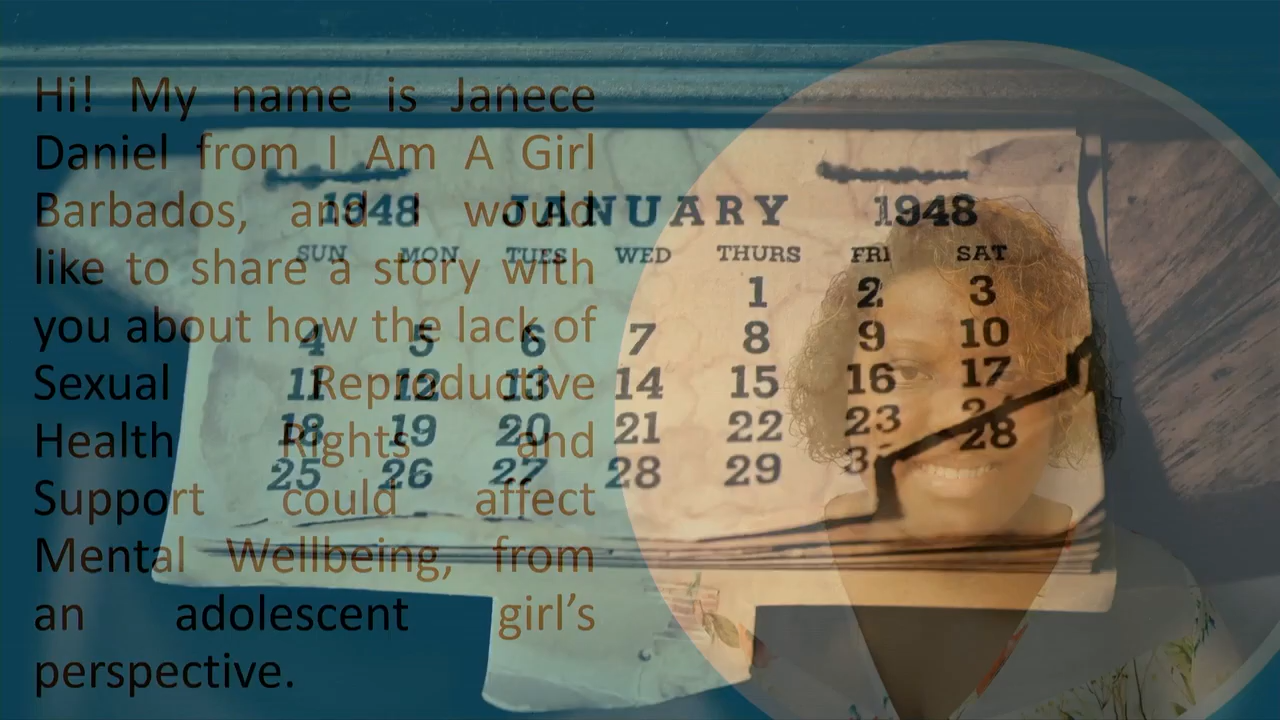 Hi! My name is Janece
Daniel from I Am A Girl
Barbados, and I would
like to share a story with
you about how the lack of
Sexual Reproductive
Health Rights and
Support could affect
Mental Wellbeing, from
an adolescent girl's
perspective.
1948 JANUARY 1948
SUN MON TUES WED THURS FRI SAT
1 2 3
4 5 6 7 8 9 10
11 12 13 14 15 16 17
18 19 20 21 22 23 24
25 26 27 28 29 28